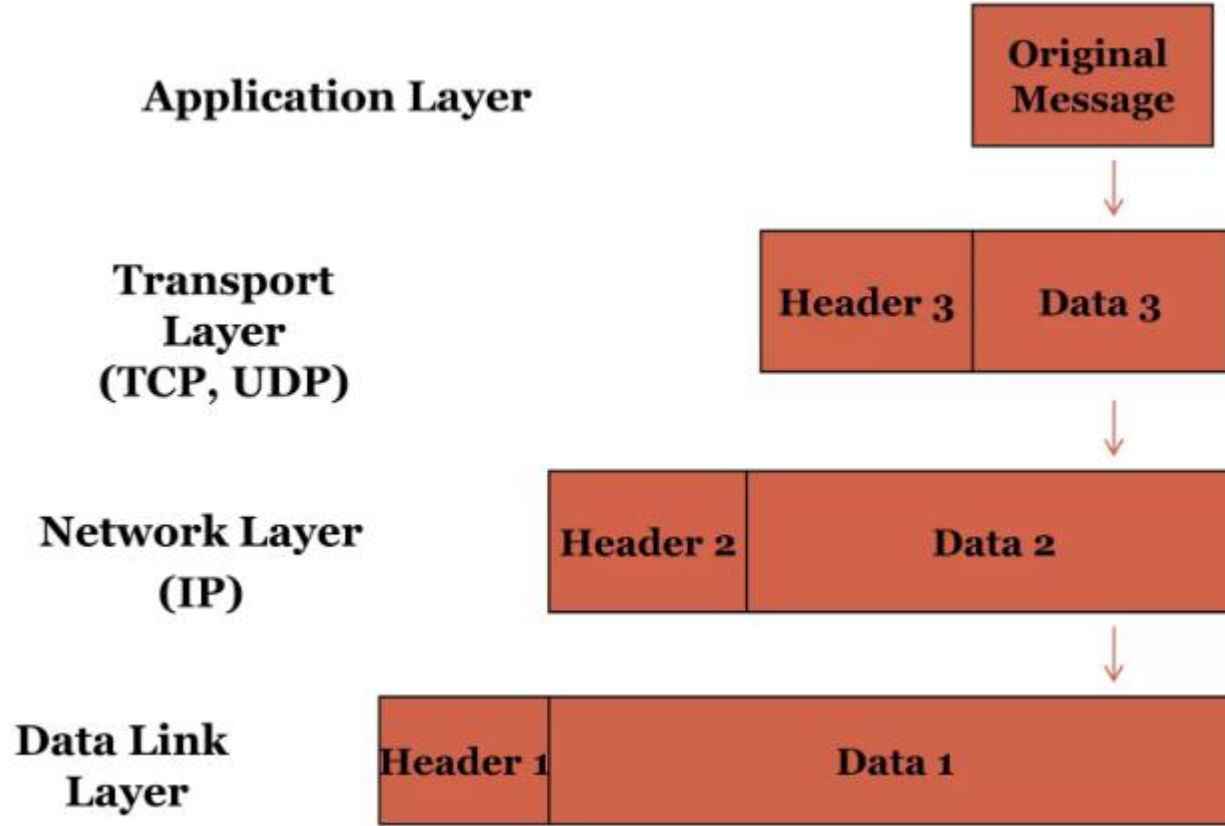 Application Layer
Original
Message
Transport
Layer
(TCP, UDP)
Header 3
Data 3
Network Layer
(IP)
Header 2
Data 2
Data Link
Layer
Header 1
Data 1